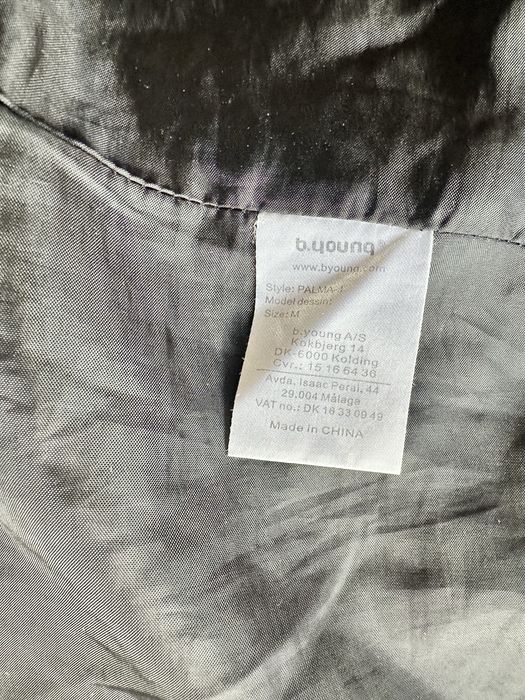 b.young
www.byoung.com
Style: PALMA-1
Model dessin:
Size: M
b.young A/S
Kokbjerg 14
DK-6000 Kolding
Cvr.: 15 16 64 36
Avda. Isaac Peral, 44
29.004 Málaga
VAT no.: DK 16 33 09 49
Made in CHINA